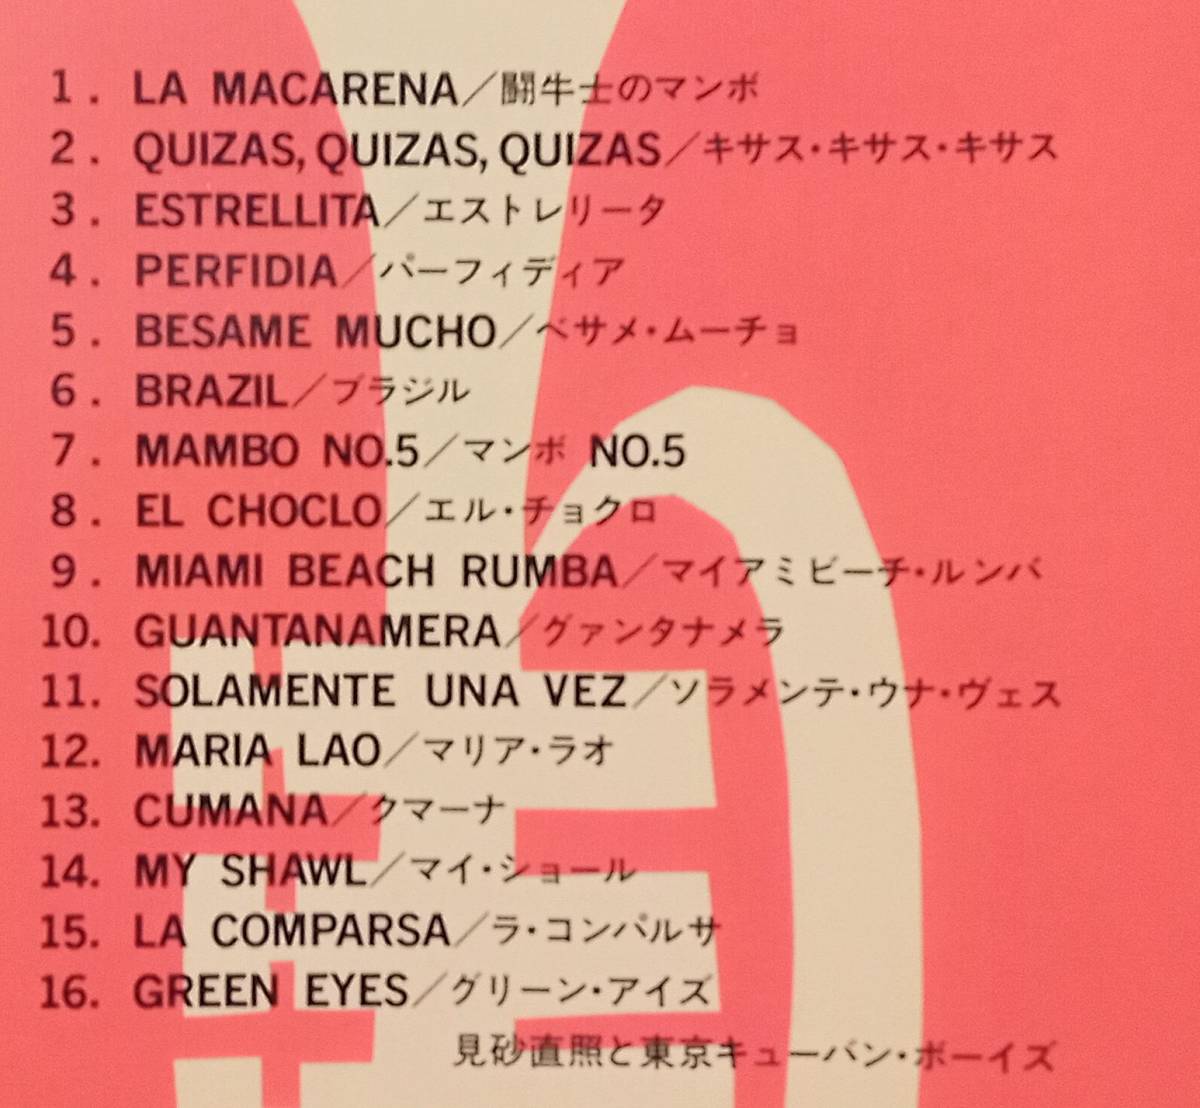 1. LA MACARENA／闘牛士のマンボ
2. QUIZAS, QUIZAS, QUIZAS／キサス・キサス・キサス
3. ESTRELLITA／エストレリータ
4. PERFIDIA／パーフィディア
5. BESAME MUCHO／ベサメ・ムーチョ
6. BRAZIL／ブラジル
7. MAMBO NO.5／マンボ NO.5
8. EL CHOCLO／エル・チョクロ
9. MIAMI BEACH RUMBA／マイアミビーチ・ルンバ
10. GUANTANAMERA／グァンタナメラ
11. SOLAMENTE UNA VEZ／ソラメンテ・ウナ・ヴェス
12. MARIA LAO／マリア・ラオ
13. CUMANA／クマーナ
14. MY SHAWL／マイ・ショール
15. LA COMPARSA／ラ・コンパルサ
16. GREEN EYES／グリーン・アイズ
見砂直照と東京キューバン・ボーイズ